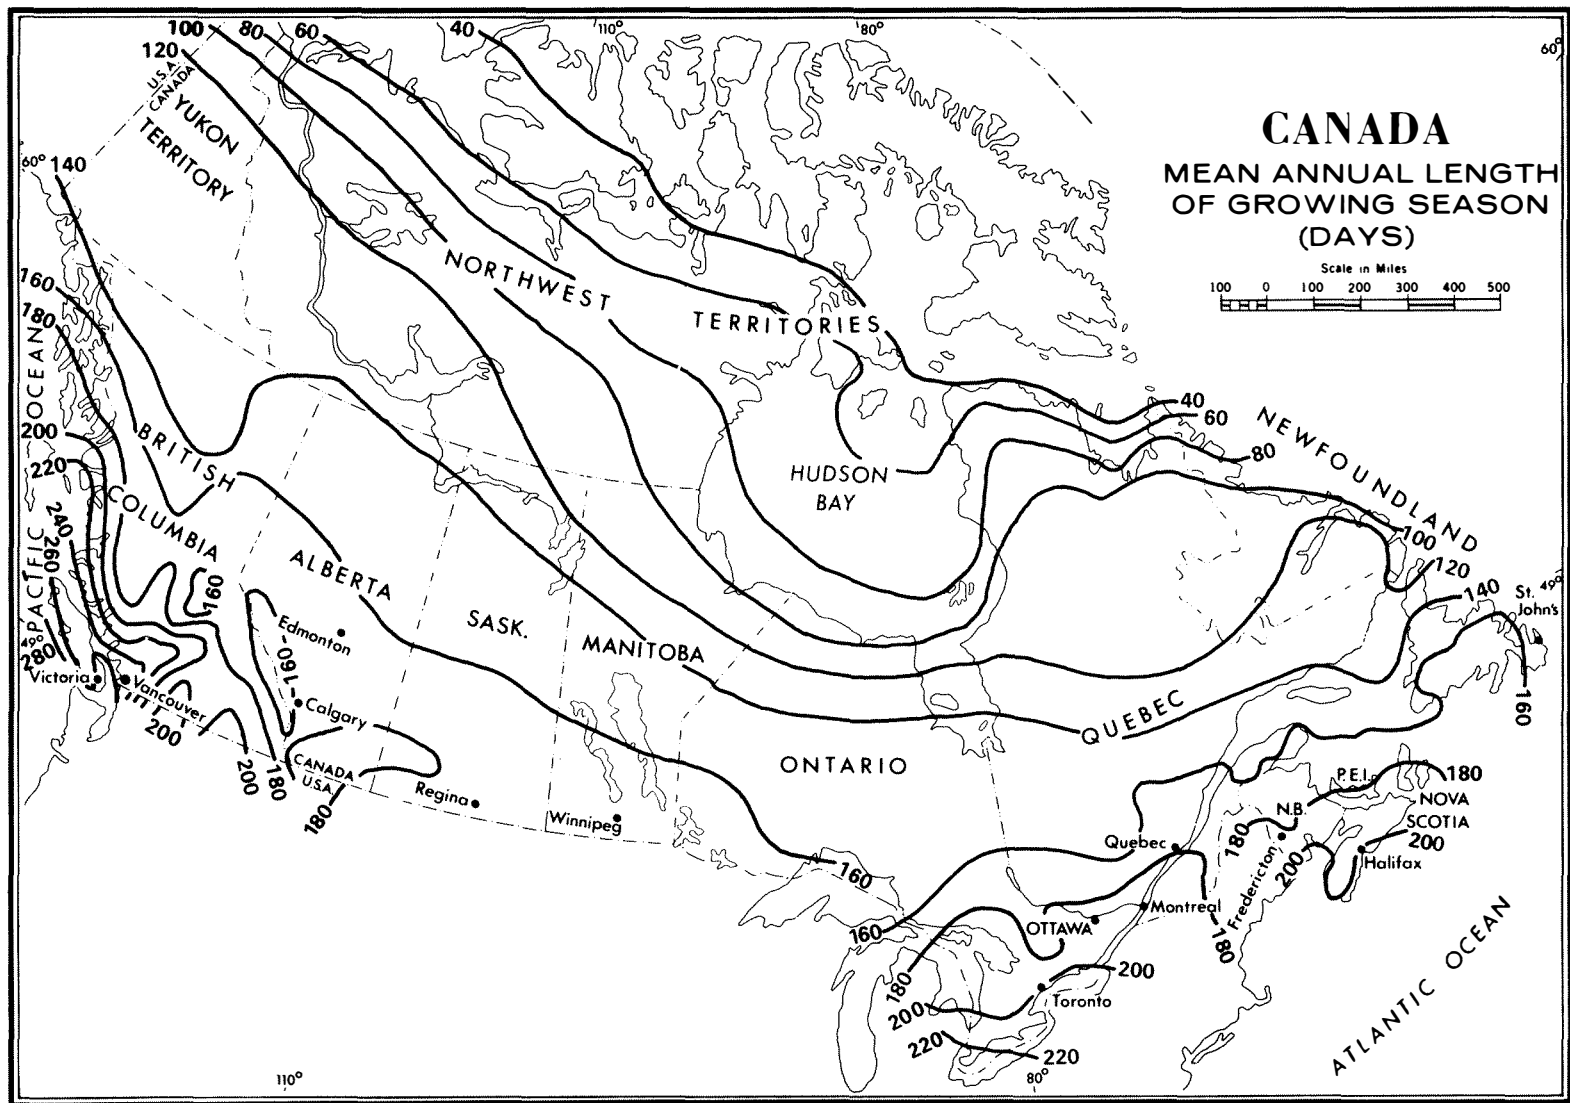 100
80
60
40
110°
80°
60°
120
U.S.A.
CANADA
YUKON
TERRITORY
60°
140
CANADA
MEAN ANNUAL LENGTH
OF GROWING SEASON
(DAYS)
Scale in Miles
100 0 100 200 300 400 500
NORTHWEST
TERRITORIES
160
180
200
220
240
260
280
49°
PACIFIC OCEAN
BRITISH
COLUMBIA
160
ALBERTA
Edmonton
-160-
Calgary
SASK.
MANITOBA
HUDSON
BAY
40
60
80
NEWFOUNDLAND
100
120
140
49°
St.
John's
160
Victoria
Vancouver
200
200
180
CANADA
U.S.A.
180
Regina
Winnipeg
ONTARIO
QUEBEC
160
160
Quebec
P.E.I.
180
NOVA
SCOTIA
N.B.
180
Fredericton
200
200
Halifax
Montreal
OTTAWA
180
180
200
Toronto
200
220
220
ATLANTIC OCEAN
110°
80°